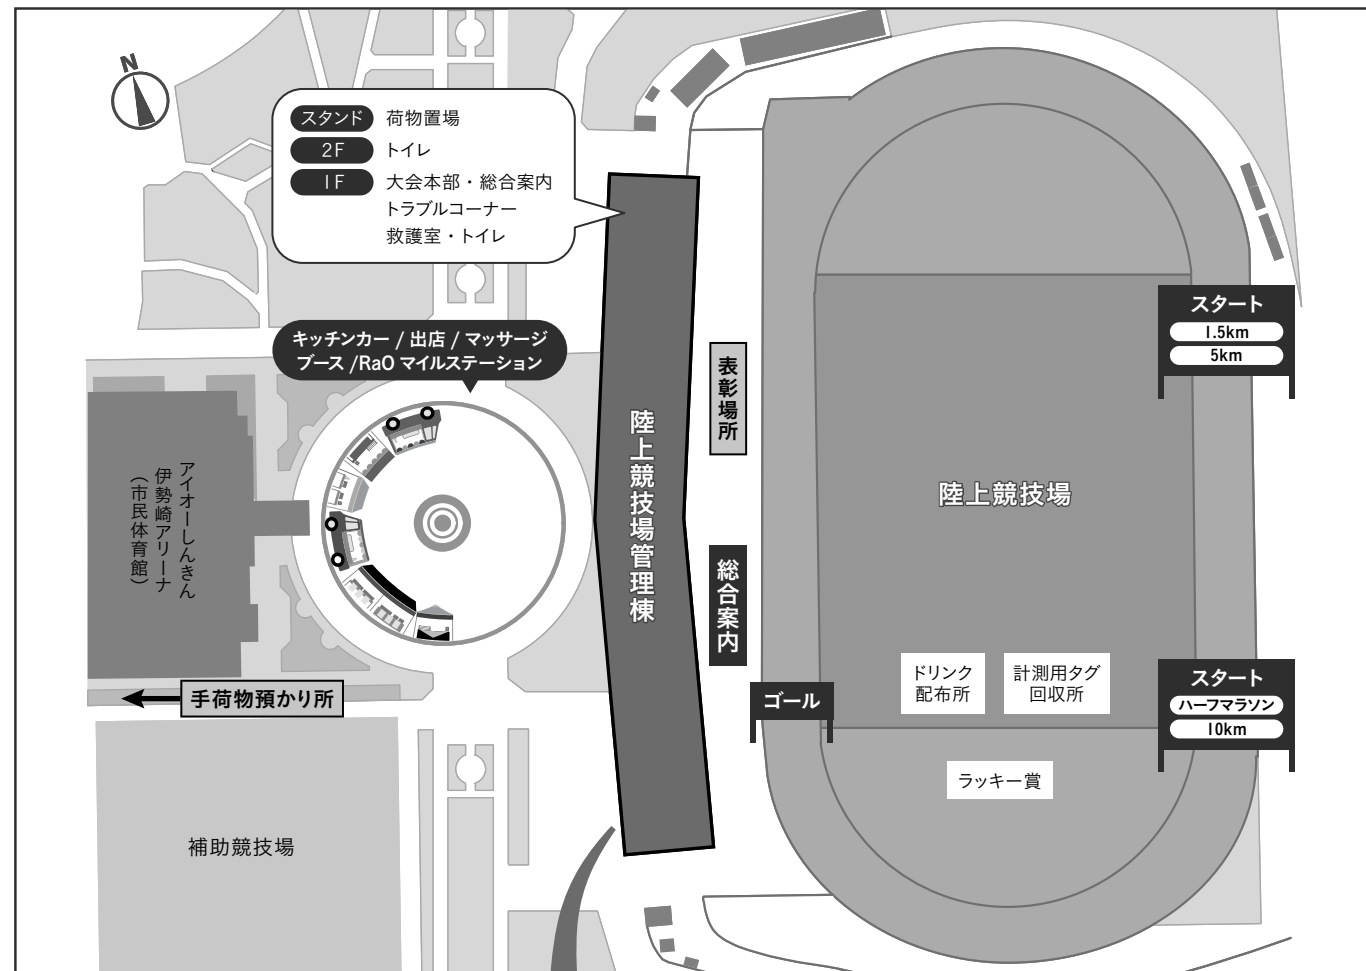 N
スタンド 荷物置場
2F トイレ
1F 大会本部・総合案内
トラブルコーナー
救護室・トイレ
キッチンカー / 出店 / マッサージ
ブース /RaO マイルステーション
スタート
1.5km
5km
表彰場所
陸上競技場管理棟
陸上競技場
アイオーしんきん
伊勢崎アリーナ
（市民体育館）
総合案内
ドリンク
配布所
計測用タグ
回収所
スタート
ハーフマラソン
10km
手荷物預かり所
ゴール
ラッキー賞
補助競技場